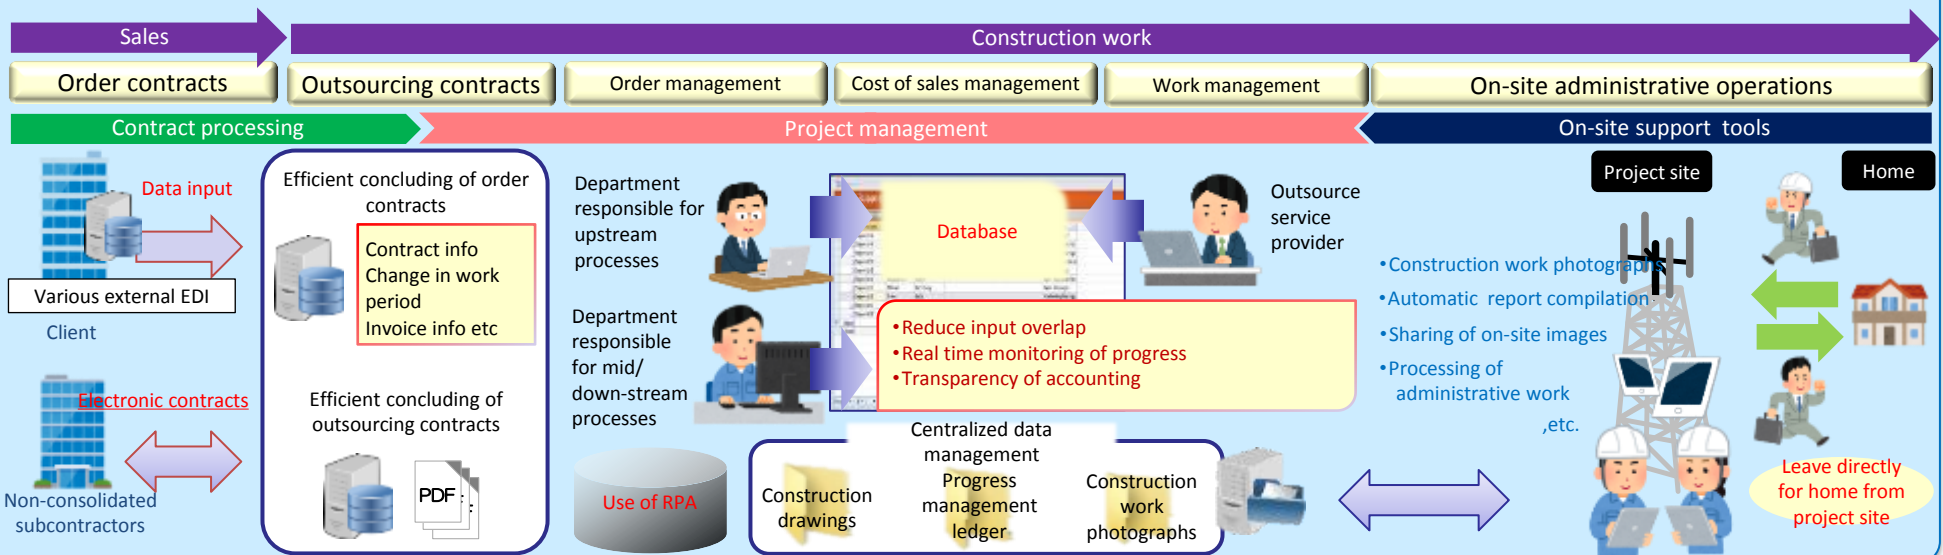 Sales
Construction work
Order contracts
Outsourcing contracts
Order management
Cost of sales management
Work management
On-site administrative operations
Contract processing
Project management
On-site support tools
Data input
Various external EDI
Client
Electronic contracts
Non-consolidated
subcontractors
Efficient concluding of order
contracts
Contract info
Change in work
period
Invoice info etc
Efficient concluding of
outsourcing contracts
PDF
Department
responsible for
upstream
processes
Department
responsible
for mid/
down-stream
processes
Database
Outsource
service
provider
•Reduce input overlap
•Real time monitoring of progress
•Transparency of accounting
Use of RPA
Centralized data
management
Construction
drawings
Progress
management
ledger
Construction
work
photographs
Project site
Home
•Construction work photographs
•Automatic report compilation
•Sharing of on-site images
•Processing of
administrative work
,etc.
Leave directly
for home from
project site